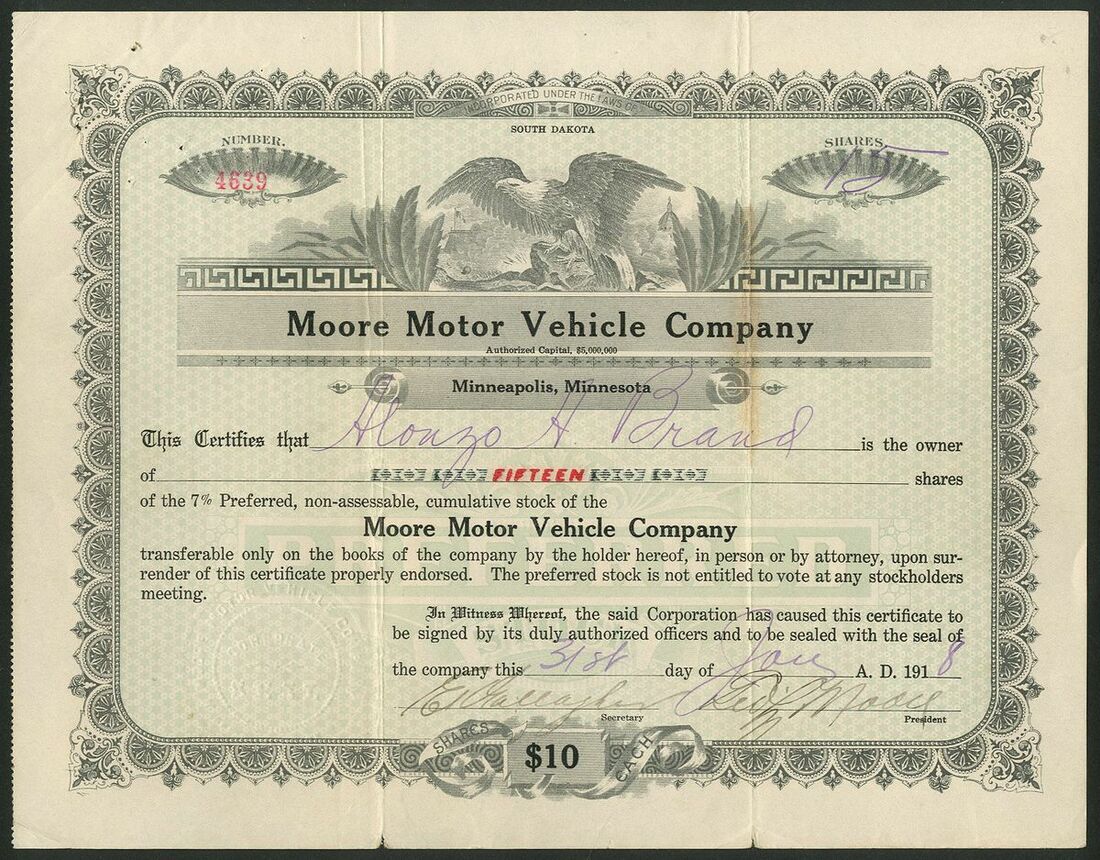 INCORPORATED UNDER THE LAWS OF
SOUTH DAKOTA
NUMBER.
4639
SHARES
15
Moore Motor Vehicle Company
Authorized Capital, $5,000,000
Minneapolis, Minnesota
This Certifies that Alonzo H Brand is the owner
of FIFTEEN shares
of the 7% Preferred, non-assessable, cumulative stock of the
Moore Motor Vehicle Company
transferable only on the books of the company by the holder hereof, in person or by attorney, upon sur-
render of this certificate properly endorsed. The preferred stock is not entitled to vote at any stockholders
meeting.
In Witness Whereof, the said Corporation has caused this certificate to
be signed by its duly authorized officers and to be sealed with the seal of
the company this 31st day of Jan A. D. 1918
Moore
Secretary
President
SHARES $10 EACH